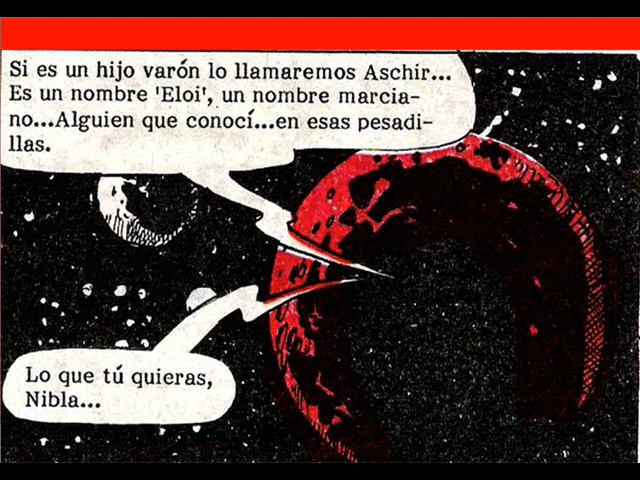 Si es un hijo varón lo llamaremos Aschir...
Es un nombre 'Eloi', un nombre marcia-
no...Alguien que conocí...en esas pesadi-
llas.
Lo que tú quieras,
Nibla...